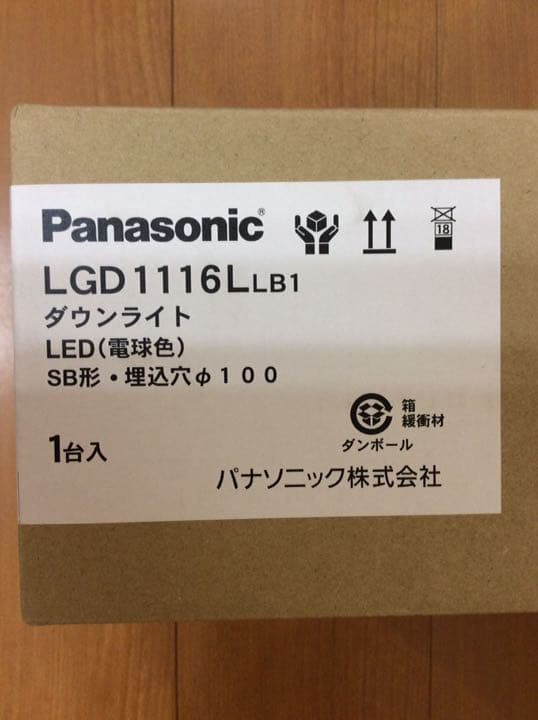 Panasonic®
18
LGD1116LLB1
ダウンライト
LED(電球色)
SB形・埋込穴φ100
箱
緩衝材
ダンボール
1台入
パナソニック株式会社